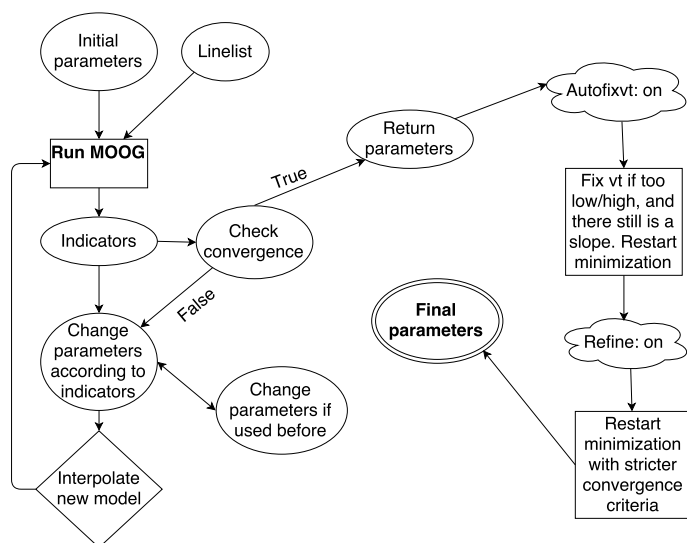 Initial
parameters
Linelist
Run MOOG
Indicators
Check
convergence
True
False
Return
parameters
Change
parameters
according to
indicators
Change
parameters if
used before
Interpolate
new model
Autofixvt: on
Fix vt if too
low/high, and
there still is a
slope. Restart
minimization
Refine: on
Restart
minimization
with stricter
convergence
criteria
Final
parameters